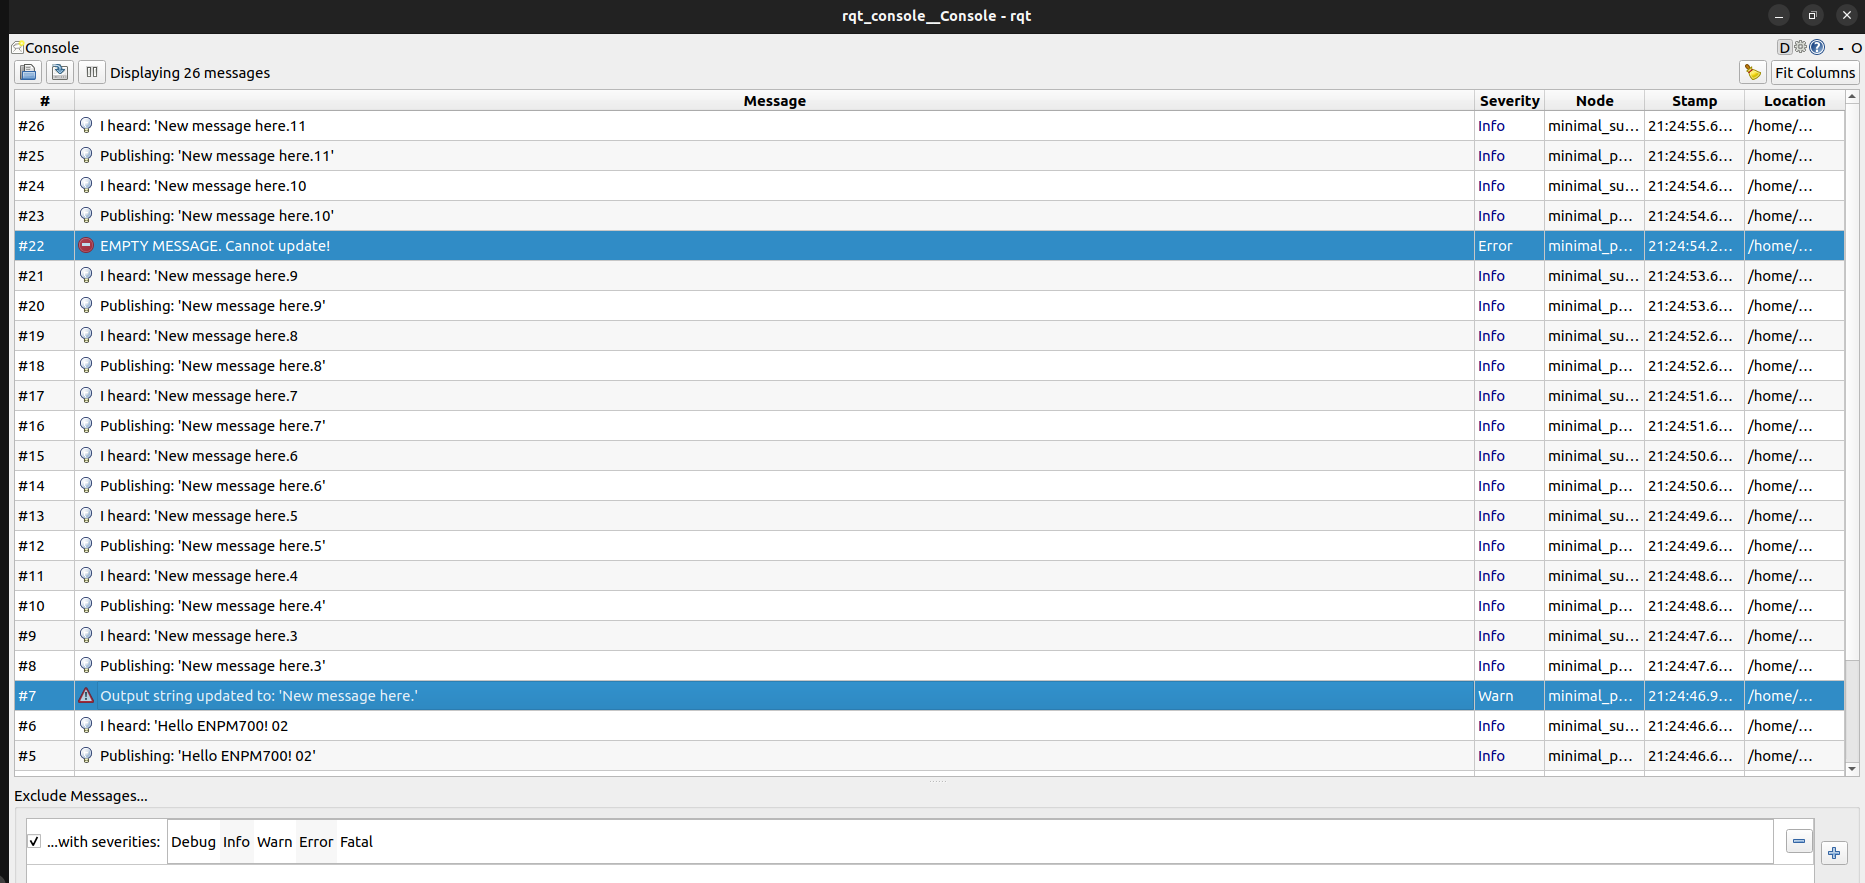 rqt_console__Console - rqt
Console D - O
Displaying 26 messages Fit Columns
# Message Severity Node Stamp Location
#26 I heard: 'New message here.11 Info minimal_su... 21:24:55.6... /home/...
#25 Publishing: 'New message here.11' Info minimal_p... 21:24:55.6... /home/...
#24 I heard: 'New message here.10 Info minimal_su... 21:24:54.6... /home/...
#23 Publishing: 'New message here.10' Info minimal_p... 21:24:54.6... /home/...
#22 EMPTY MESSAGE. Cannot update! Error minimal_p... 21:24:54.2... /home/...
#21 I heard: 'New message here.9 Info minimal_su... 21:24:53.6... /home/...
#20 Publishing: 'New message here.9' Info minimal_p... 21:24:53.6... /home/...
#19 I heard: 'New message here.8 Info minimal_su... 21:24:52.6... /home/...
#18 Publishing: 'New message here.8' Info minimal_p... 21:24:52.6... /home/...
#17 I heard: 'New message here.7 Info minimal_su... 21:24:51.6... /home/...
#16 Publishing: 'New message here.7' Info minimal_p... 21:24:51.6... /home/...
#15 I heard: 'New message here.6 Info minimal_su... 21:24:50.6... /home/...
#14 Publishing: 'New message here.6' Info minimal_p... 21:24:50.6... /home/...
#13 I heard: 'New message here.5 Info minimal_su... 21:24:49.6... /home/...
#12 Publishing: 'New message here.5' Info minimal_p... 21:24:49.6... /home/...
#11 I heard: 'New message here.4 Info minimal_su... 21:24:48.6... /home/...
#10 Publishing: 'New message here.4' Info minimal_p... 21:24:48.6... /home/...
#9 I heard: 'New message here.3 Info minimal_su... 21:24:47.6... /home/...
#8 Publishing: 'New message here.3' Info minimal_p... 21:24:47.6... /home/...
#7 Output string updated to: 'New message here.' Warn minimal_p... 21:24:46.9... /home/...
#6 I heard: 'Hello ENPM700! 02 Info minimal_su... 21:24:46.6... /home/...
#5 Publishing: 'Hello ENPM700! 02' Info minimal_p... 21:24:46.6... /home/...
Exclude Messages...
...with severities: Debug Info Warn Error Fatal